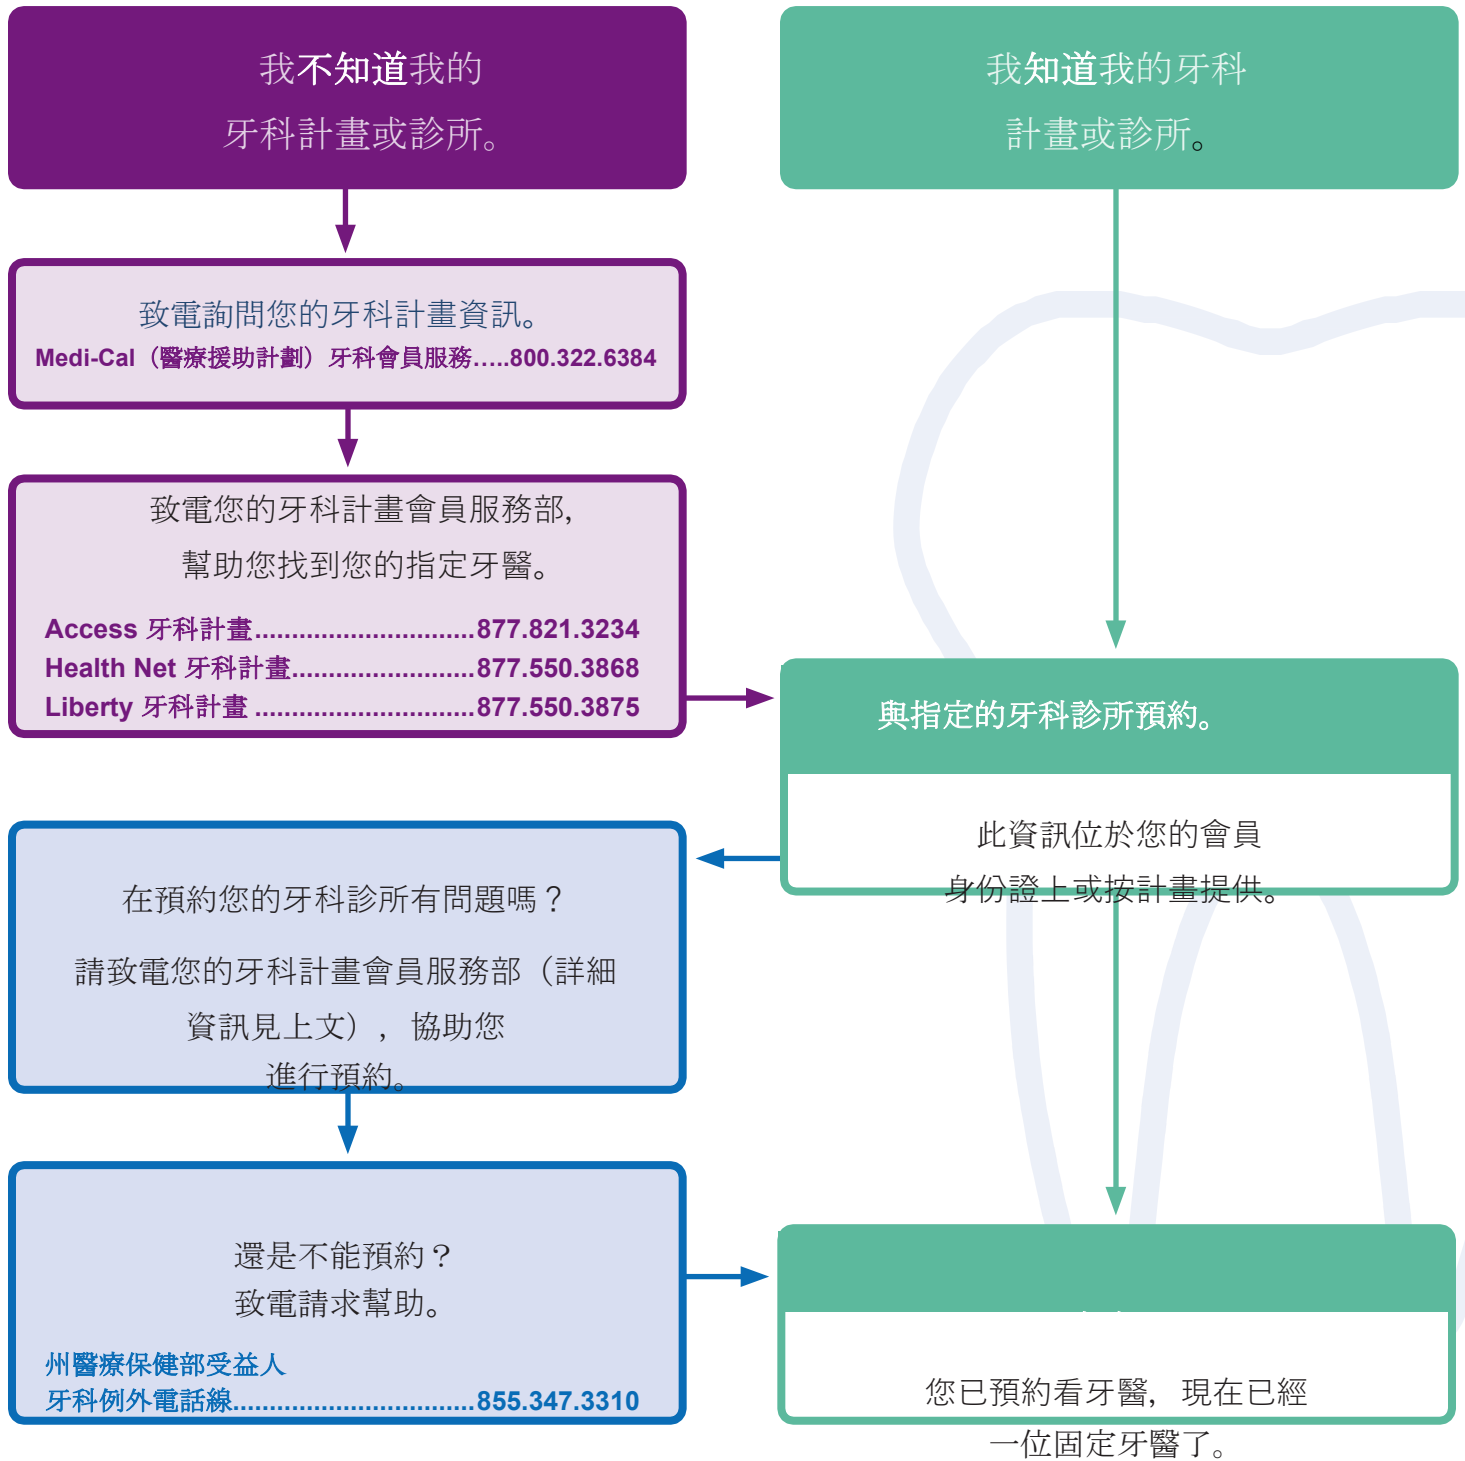 我不知道我的
牙科計畫或診所。
我知道我的牙科
計畫或診所。
致電詢問您的牙科計畫資訊。
Medi-Cal（醫療援助計劃）牙科會員服務.....800.322.6384
致電您的牙科計畫會員服務部,
幫助您找到您的指定牙醫。
Access 牙科計畫.............................877.821.3234
Health Net 牙科計畫........................877.550.3868
Liberty 牙科計畫.............................877.550.3875
與指定的牙科診所預約。
此資訊位於您的會員
身份證上或按計畫提供。
在預約您的牙科診所有問題嗎？
請致電您的牙科計畫會員服務部（詳細
資訊見上文），協助您
進行預約。
還是不能預約？
致電請求幫助。
州醫療保健部受益人
牙科例外電話線................................855.347.3310
您已預約看牙醫，現在已經
一位固定牙醫了。